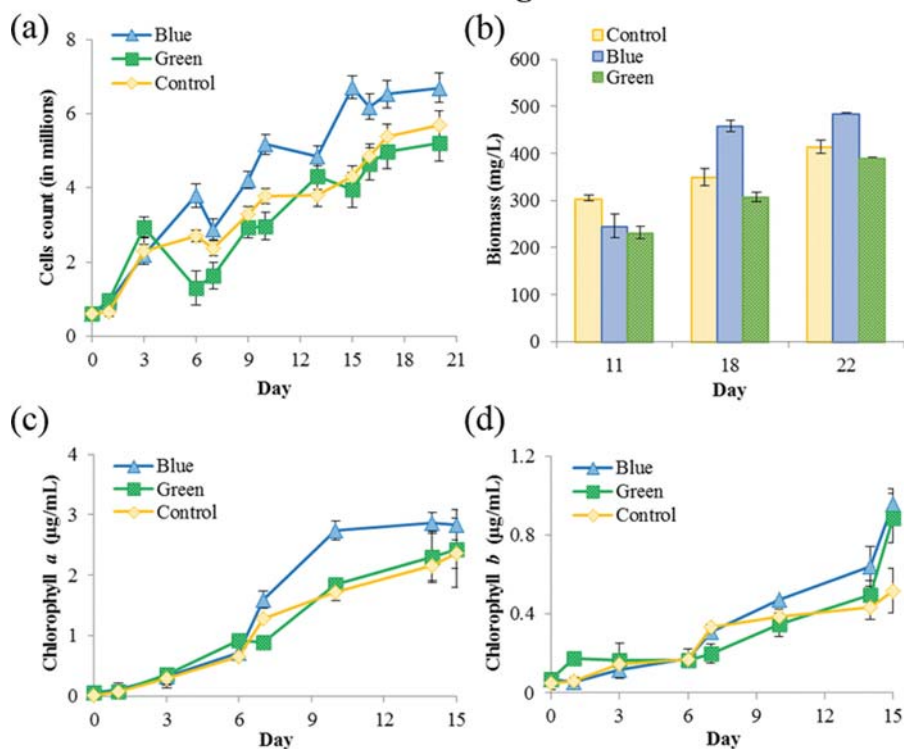 (a)
Blue
Green
Control
Cells count (in millions)
8
6
4
2
0
0 3 6 9 12 15 18 21
Day
(b)
Control
Blue
Green
Biomass (mg/L)
600
500
400
300
200
100
0
11 18 22
Day
(c)
Blue
Green
Control
Chlorophyll a (µg/mL)
4
3
2
1
0
0 3 6 9 12 15
Day
(d)
Blue
Green
Control
Chlorophyll b (µg/mL)
1.2
0.8
0.4
0
0 3 6 9 12 15
Day